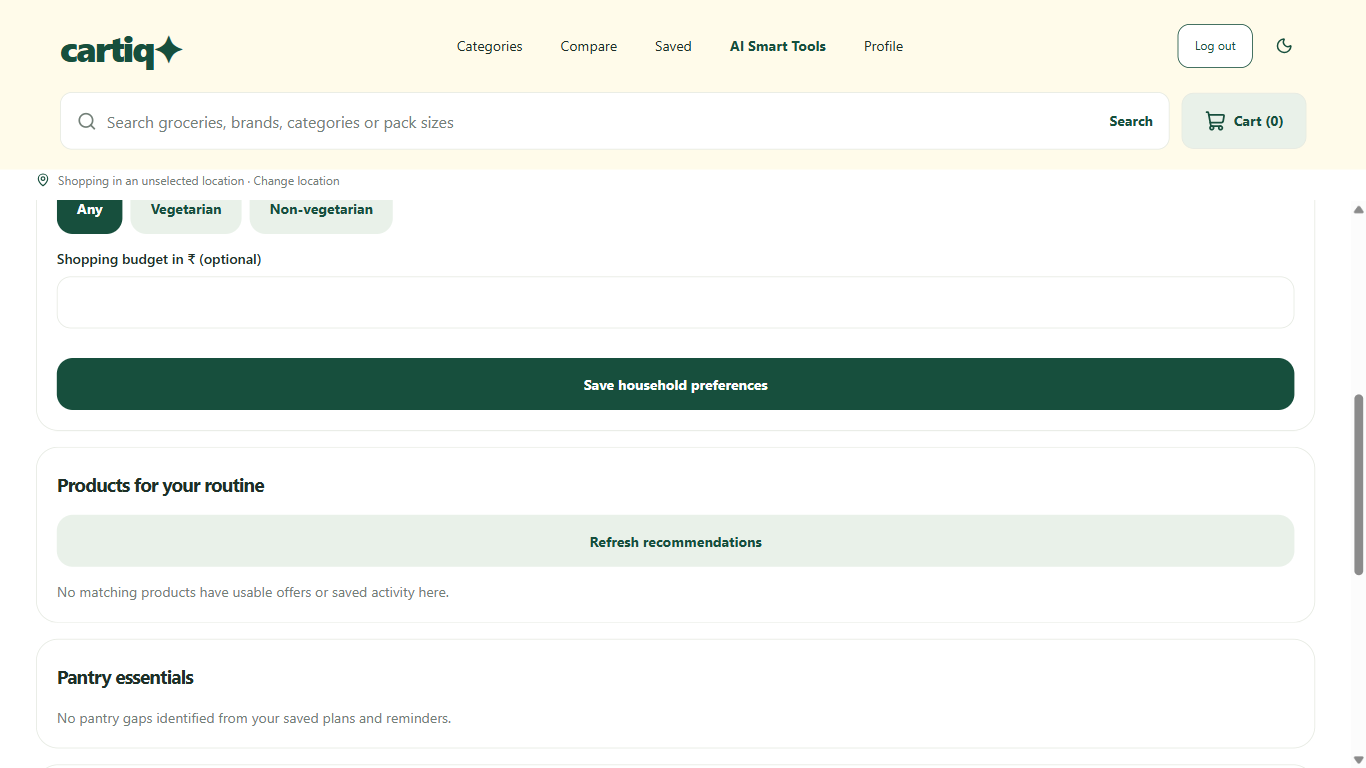 cartiq
Categories
Compare
Saved
AI Smart Tools
Profile
Log out
Search groceries, brands, categories or pack sizes
Search
Cart (0)
Shopping in an unselected location · Change location
Any
Vegetarian
Non-vegetarian
Shopping budget in ₹ (optional)
Save household preferences
Products for your routine
Refresh recommendations
No matching products have usable offers or saved activity here.
Pantry essentials
No pantry gaps identified from your saved plans and reminders.